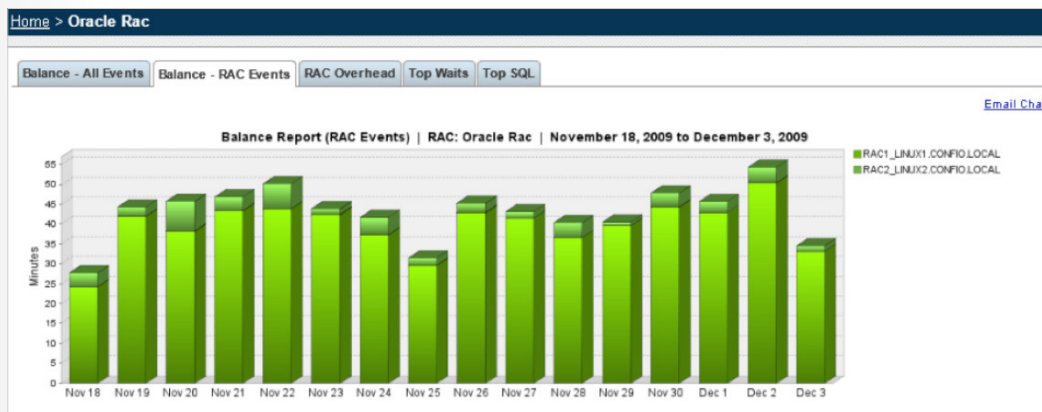 Home > Oracle Rac
Balance - All Events Balance - RAC Events RAC Overhead Top Waits Top SQL
Email Cha
Balance Report (RAC Events) | RAC: Oracle Rac | November 18, 2009 to December 3, 2009
RAC1_LINUX1.CONFIO.LOCAL
RAC2_LINUX2.CONFIO.LOCAL
Minutes
55
50
45
40
35
30
25
20
15
10
5
0
Nov 18 Nov 19 Nov 20 Nov 21 Nov 22 Nov 23 Nov 24 Nov 25 Nov 26 Nov 27 Nov 28 Nov 29 Nov 30 Dec 1 Dec 2 Dec 3